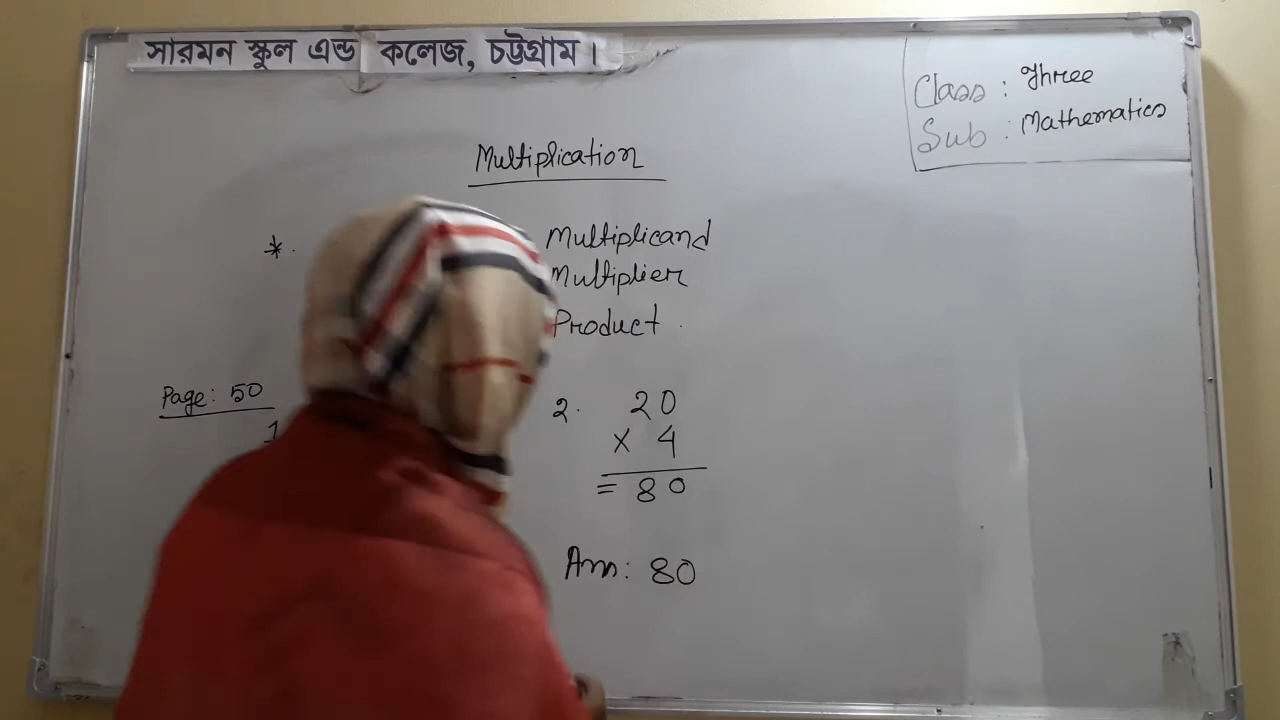 সারমন স্কুল এন্ড কলেজ, চট্টগ্রাম।
Class : Three
Sub : Mathematics
Multiplication
*.
Multiplicand
Multiplier
Product.
Page: 50
1
2. 20
× 4
= 80
Ans: 80